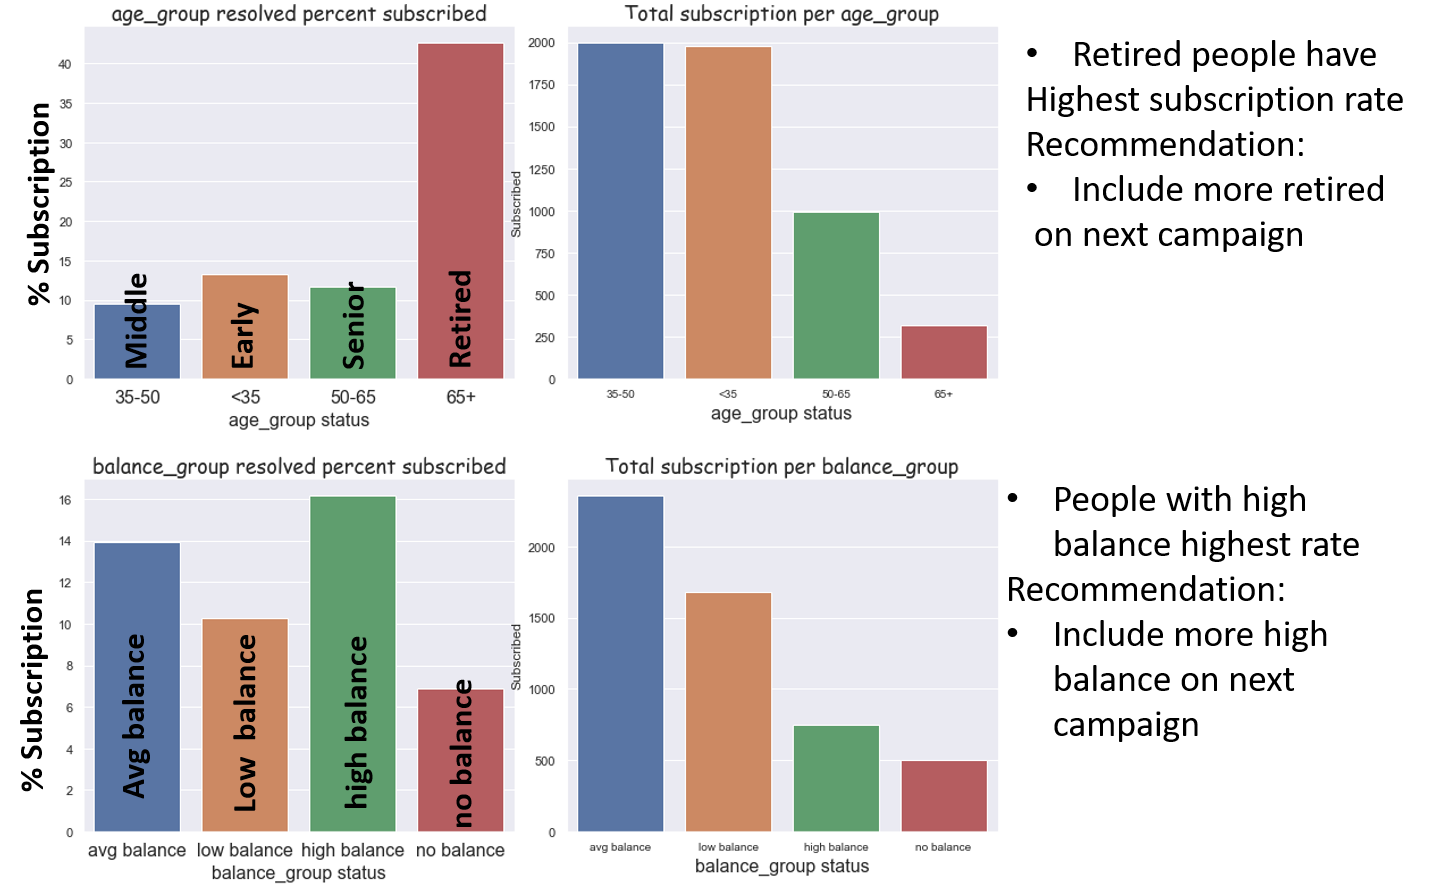 age_group resolved percent subscribed
% Subscription
40
35
30
25
20
15
10
5
0
Middle
Early
Senior
Retired
35-50 <35 50-65 65+
age_group status
Total subscription per age_group
Subscribed
2000
1750
1500
1250
1000
750
500
250
0
35-50 <35 50-65 65+
age_group status
• Retired people have
Highest subscription rate
Recommendation:
• Include more retired
on next campaign
balance_group resolved percent subscribed
% Subscription
16
14
12
10
8
6
4
2
0
Avg balance
Low balance
high balance
no balance
avg balance low balance high balance no balance
balance_group status
Total subscription per balance_group
Subscribed
2000
1500
1000
500
0
avg balance low balance high balance no balance
balance_group status
• People with high
balance highest rate
Recommendation:
• Include more high
balance on next
campaign